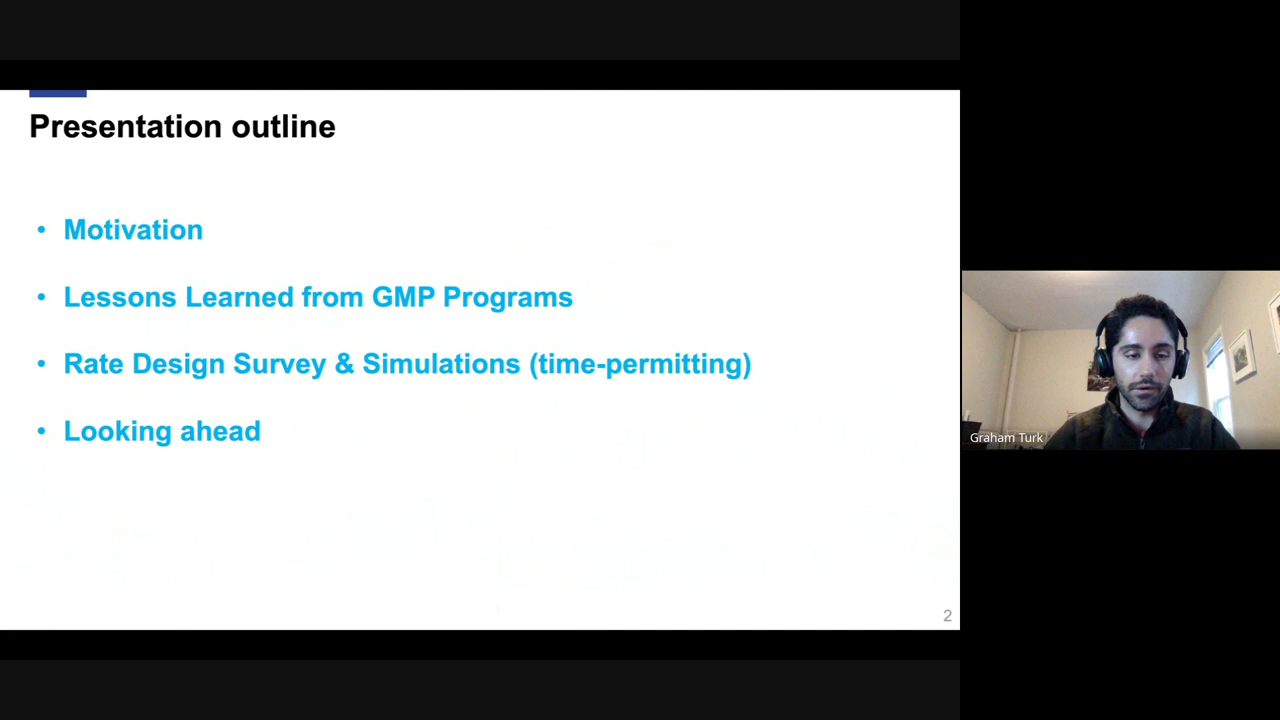 Presentation outline
• Motivation
• Lessons Learned from GMP Programs
• Rate Design Survey & Simulations (time-permitting)
• Looking ahead
2
Graham Turk